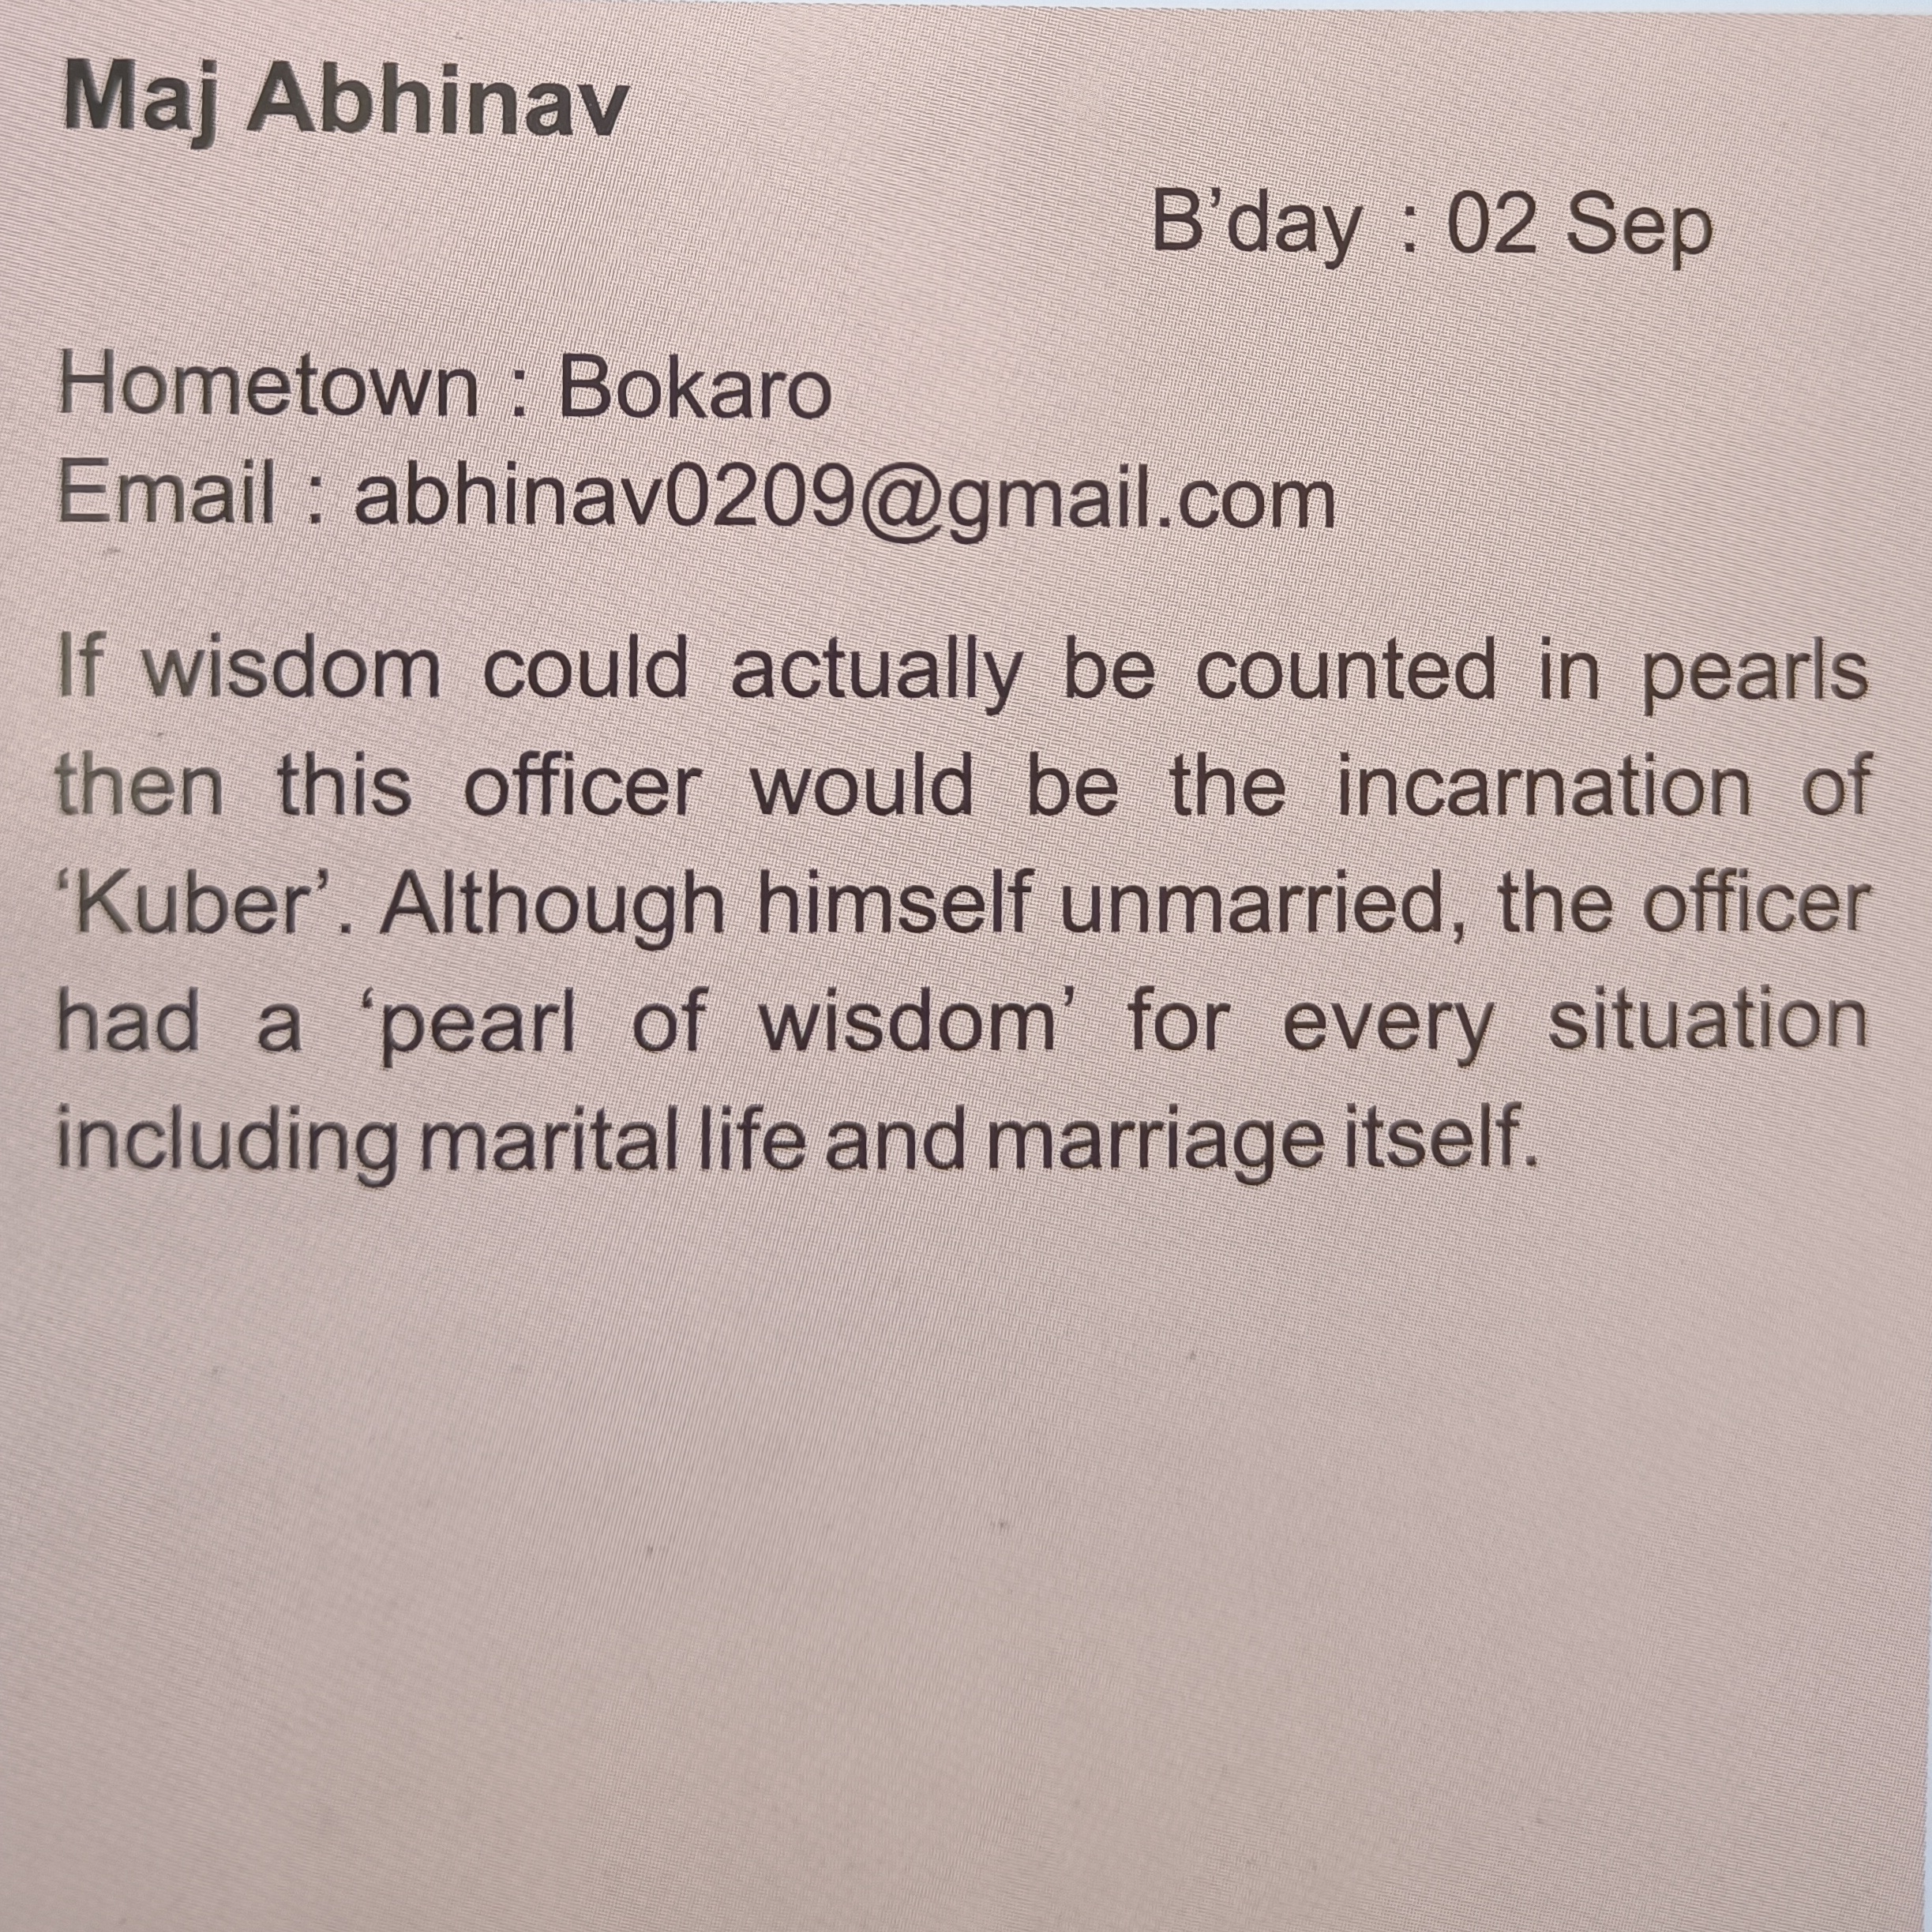 Maj Abhinav
B’day : 02 Sep
Hometown : Bokaro
Email : abhinav0209@gmail.com
If wisdom could actually be counted in pearls
then this officer would be the incarnation of
‘Kuber’. Although himself unmarried, the officer
had a ‘pearl of wisdom’ for every situation
including marital life and marriage itself.